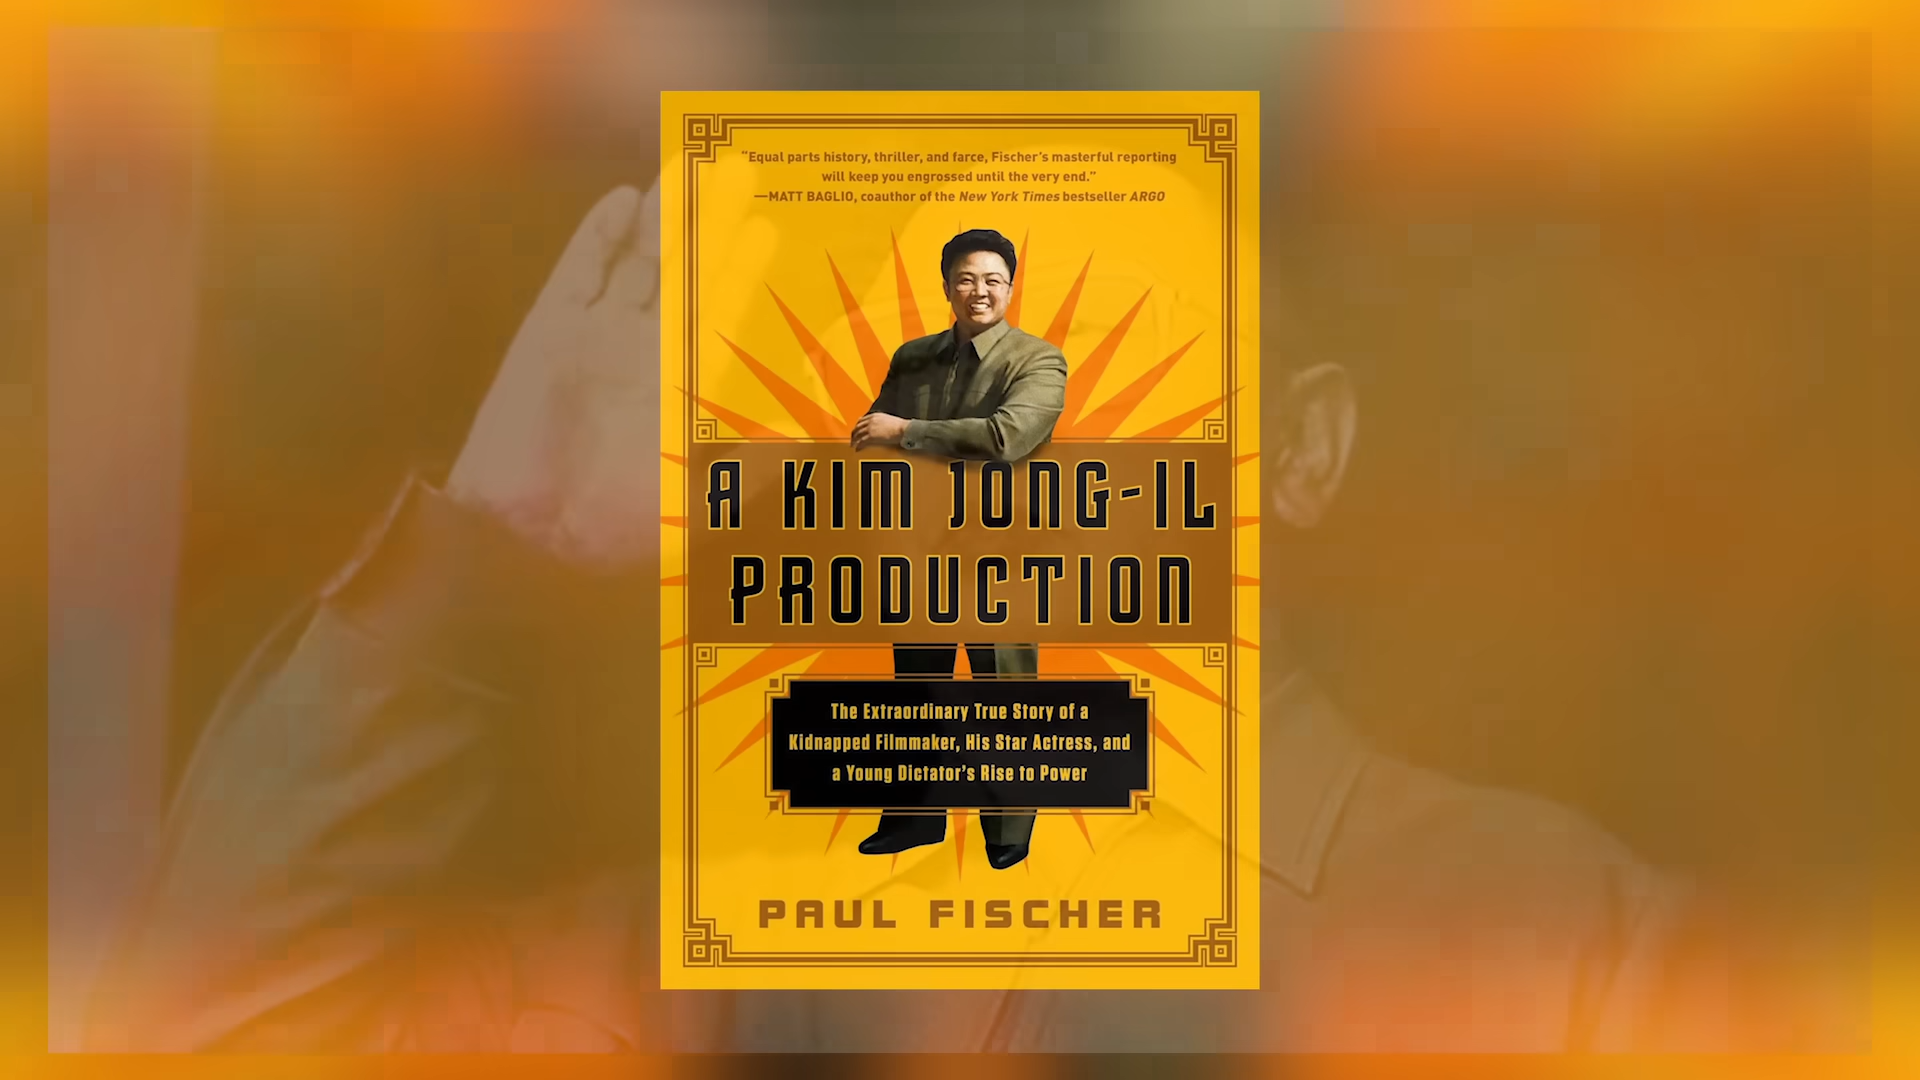 “Equal parts history, thriller, and farce, Fischer’s masterful reporting
will keep you engrossed until the very end.”
—MATT BAGLIO, coauthor of the New York Times bestseller ARGO
A KIM JONG-IL
PRODUCTION
The Extraordinary True Story of a
Kidnapped Filmmaker, His Star Actress, and
a Young Dictator’s Rise to Power
PAUL FISCHER